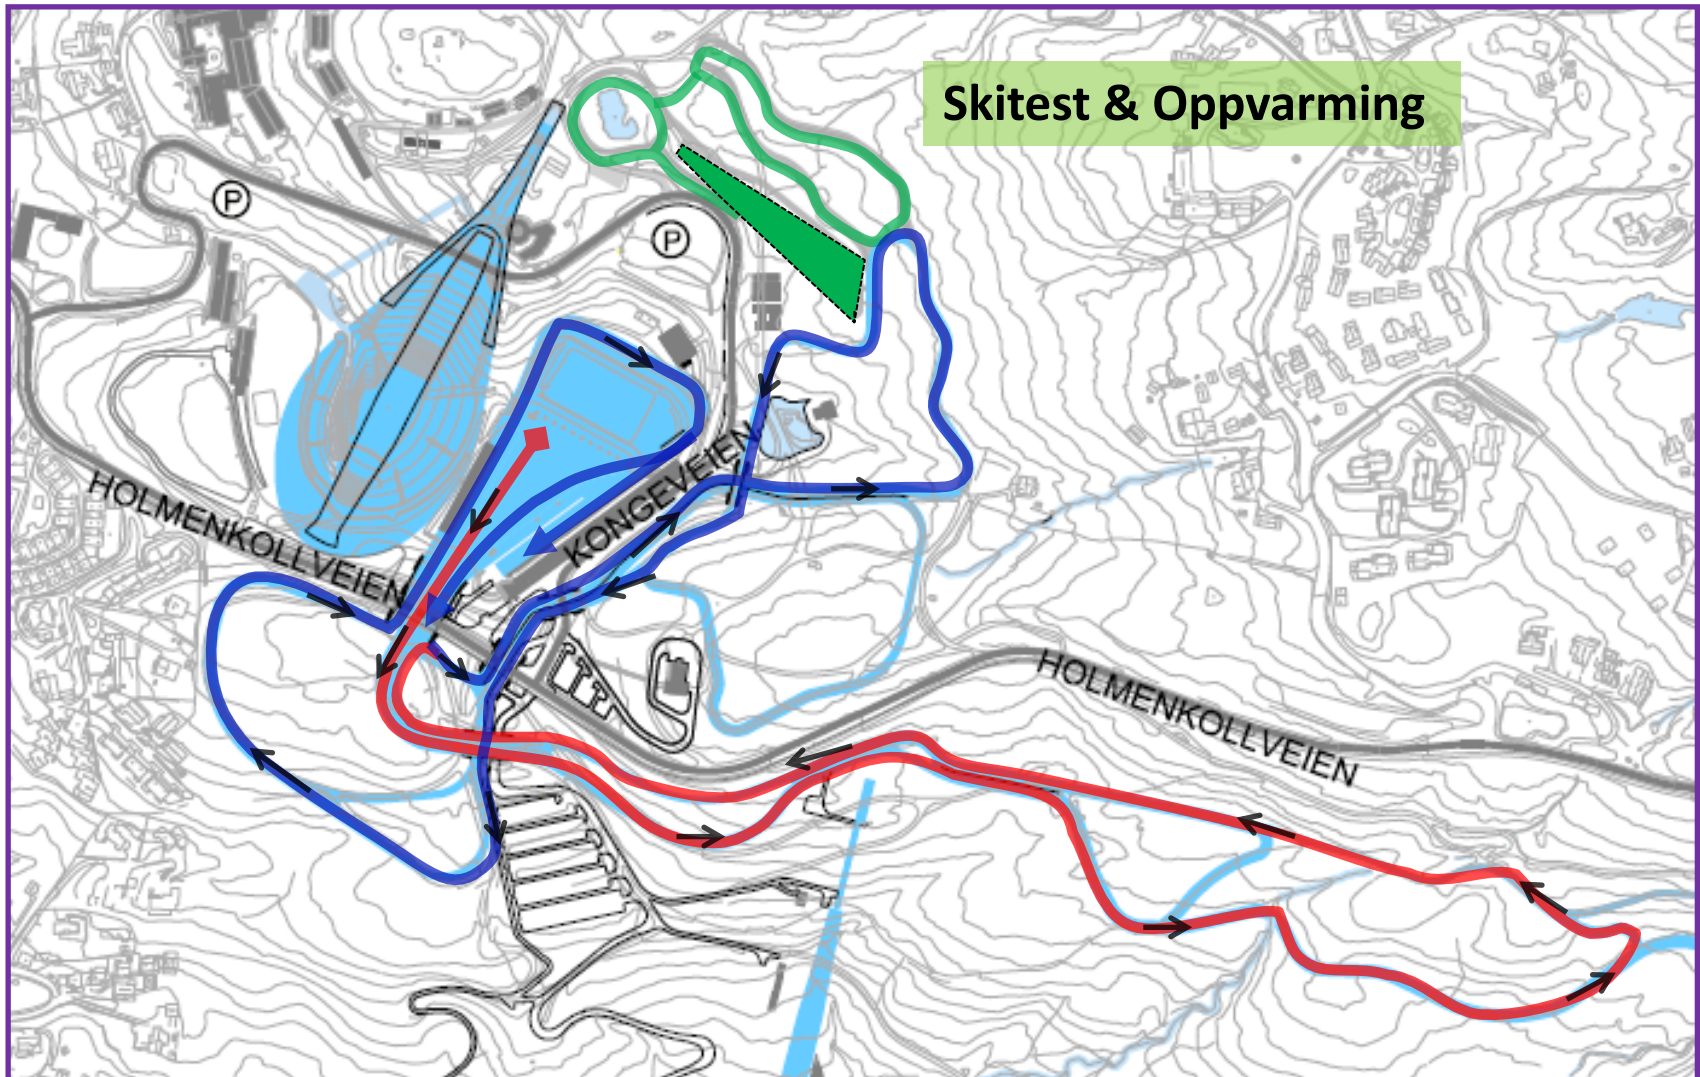 Skitest & Oppvarming
P
P
HOLMENKOLLVEIEN
KONGEVEIEN
HOLMENKOLLVEIEN